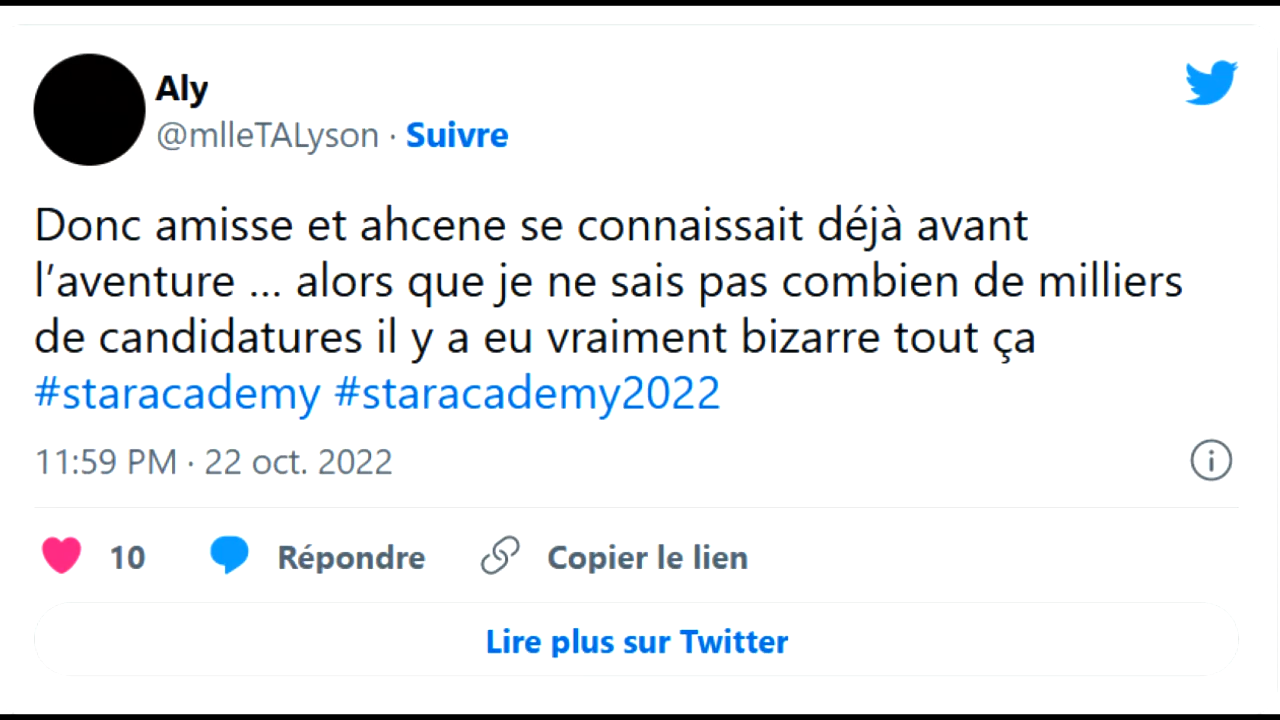 Aly
@mlleTALyson · Suivre
Donc amisse et ahcene se connaissait déjà avant
l’aventure ... alors que je ne sais pas combien de milliers
de candidatures il y a eu vraiment bizarre tout ça
#staracademy #staracademy2022
11:59 PM · 22 oct. 2022
10 Répondre Copier le lien
Lire plus sur Twitter